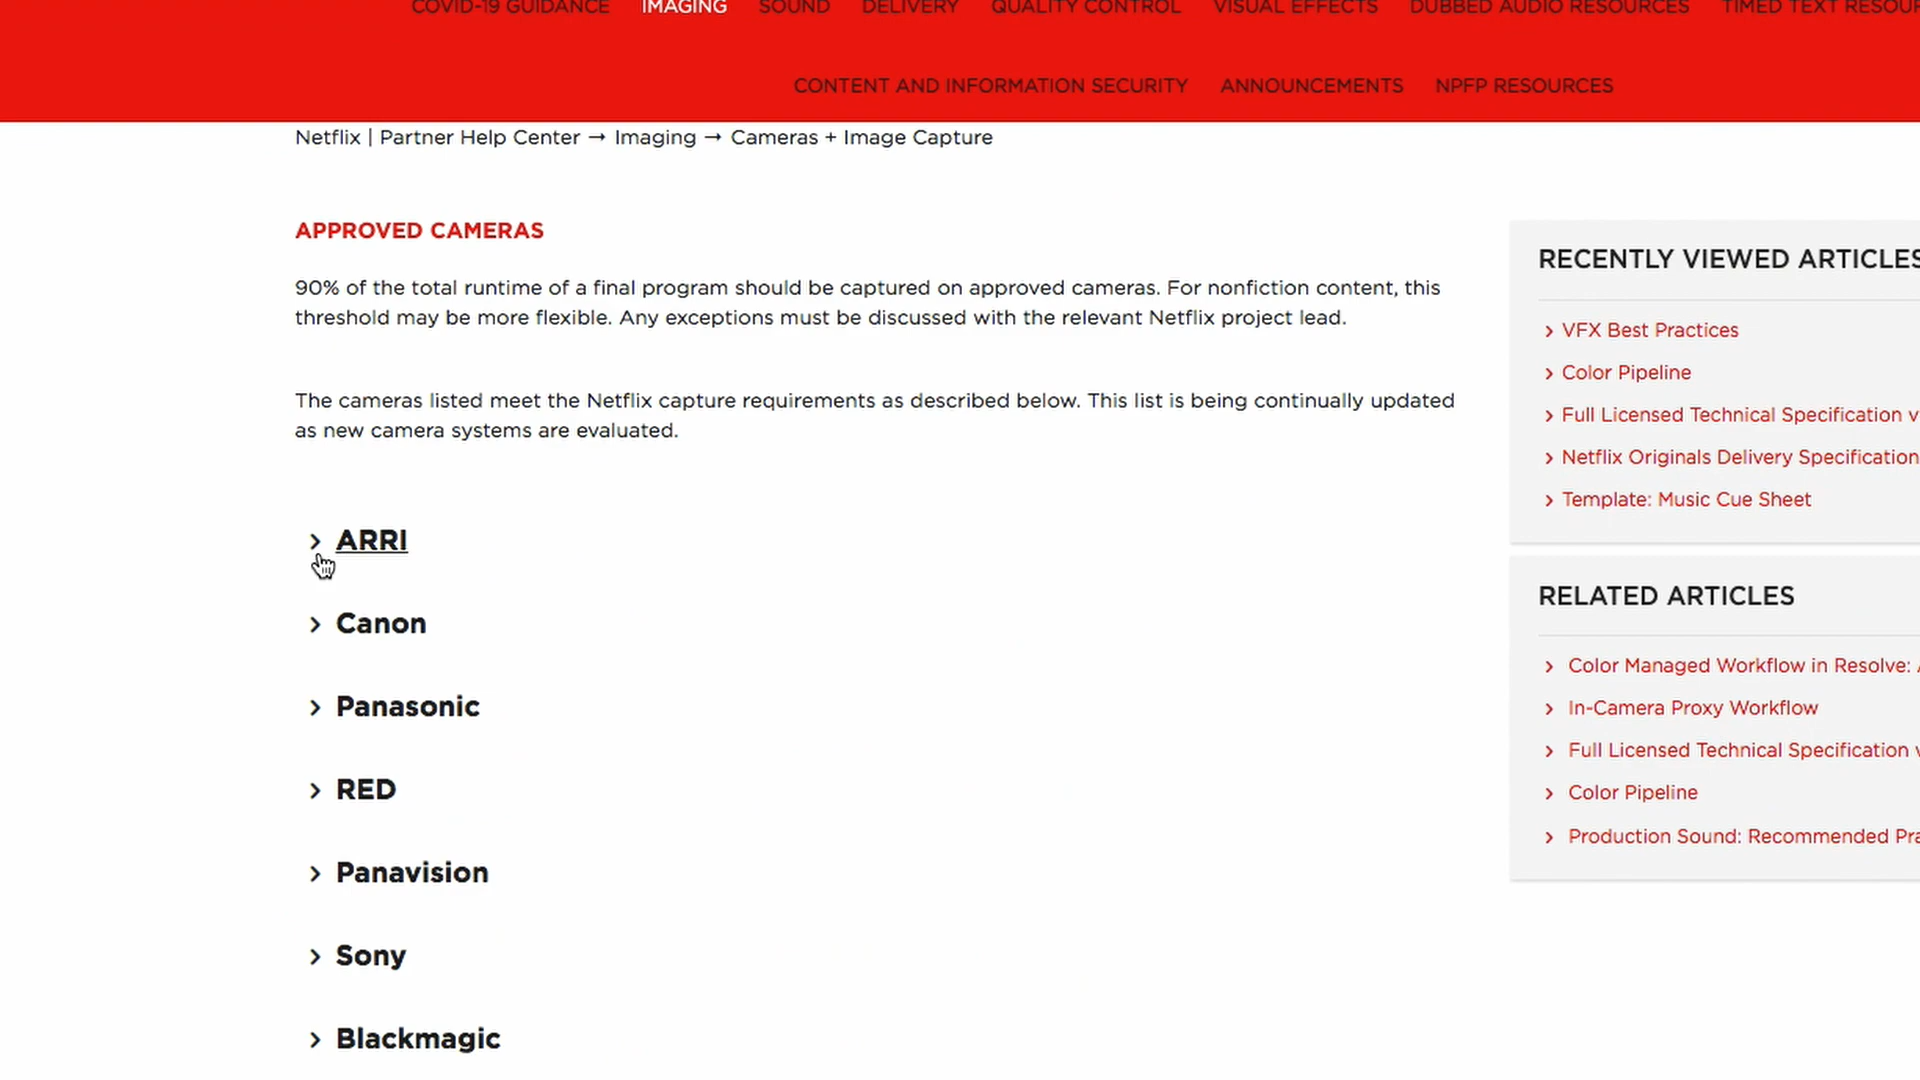 COVID-19 GUIDANCE IMAGING SOUND DELIVERY QUALITY CONTROL VISUAL EFFECTS DUBBED AUDIO RESOURCES TIMED TEXT
CONTENT AND INFORMATION SECURITY ANNOUNCEMENTS NPFP RESOURCES
Netflix | Partner Help Center → Imaging → Cameras + Image Capture
APPROVED CAMERAS
90% of the total runtime of a final program should be captured on approved cameras. For nonfiction content, this
threshold may be more flexible. Any exceptions must be discussed with the relevant Netflix project lead.
The cameras listed meet the Netflix capture requirements as described below. This list is being continually updated
as new camera systems are evaluated.
› ARRI
› Canon
› Panasonic
› RED
› Panavision
› Sony
› Blackmagic
RECENTLY VIEWED ARTICLES
› VFX Best Practices
› Color Pipeline
› Full Licensed Technical Specification v
› Netflix Originals Delivery Specification
› Template: Music Cue Sheet
RELATED ARTICLES
› Color Managed Workflow in Resolve:
› In-Camera Proxy Workflow
› Full Licensed Technical Specification v
› Color Pipeline
› Production Sound: Recommended